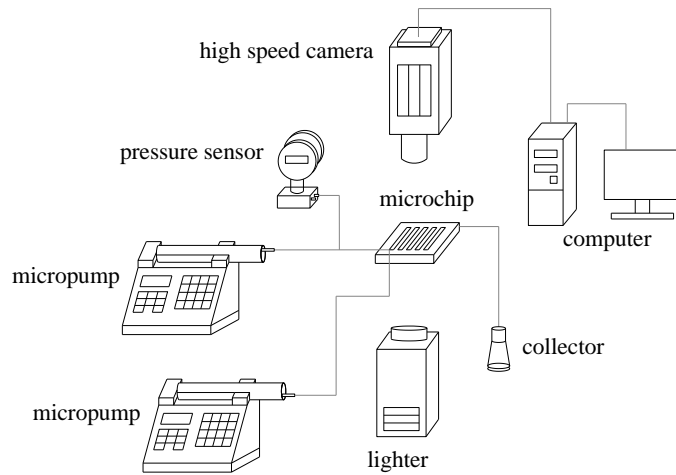 high speed camera
pressure sensor
microchip
computer
micropump
collector
micropump
lighter